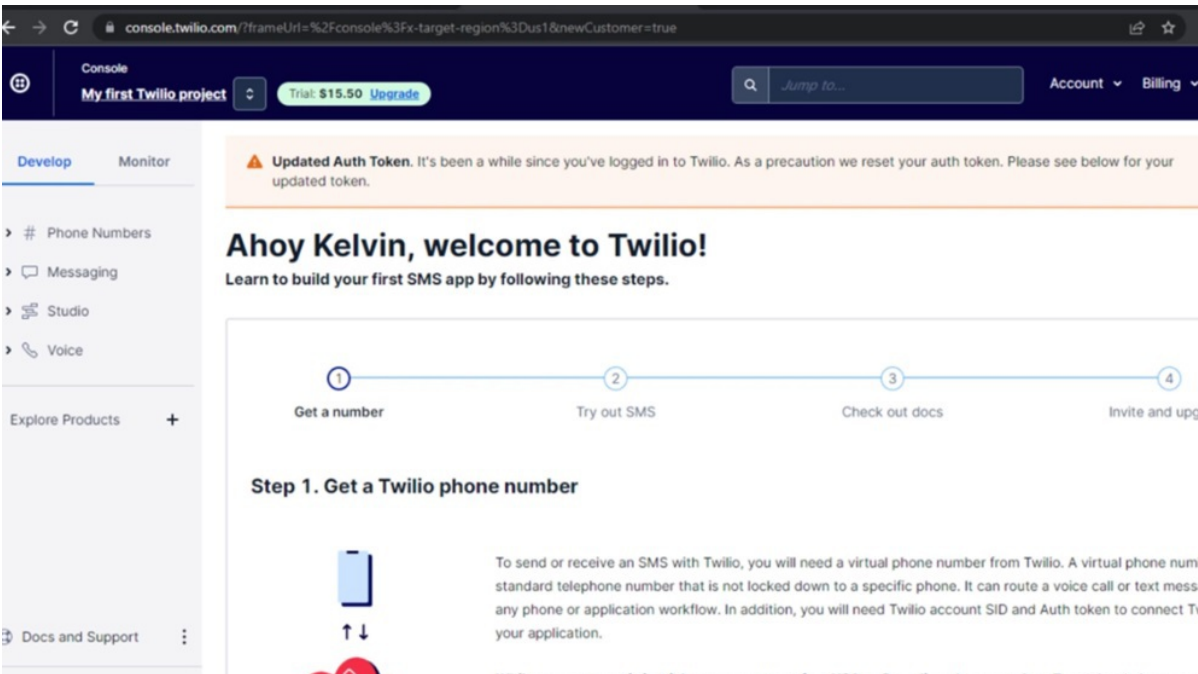 console.twilio.com/?frameUrl=%2Fconsole%3Fx-target-region%3Dus1&newCustomer=true
Console
My first Twilio project
Trial: $15.50 Upgrade
Jump to...
Account
Billing
Develop
Monitor
Updated Auth Token. It's been a while since you've logged in to Twilio. As a precaution we reset your auth token. Please see below for your
updated token.
# Phone Numbers
Messaging
Studio
Voice
Explore Products +
Docs and Support
Ahoy Kelvin, welcome to Twilio!
Learn to build your first SMS app by following these steps.
1
2
3
4
Get a number
Try out SMS
Check out docs
Invite and upg
Step 1. Get a Twilio phone number
To send or receive an SMS with Twilio, you will need a virtual phone number from Twilio. A virtual phone num
standard telephone number that is not locked down to a specific phone. It can route a voice call or text mess
any phone or application workflow. In addition, you will need Twilio account SID and Auth token to connect Tw
your application.